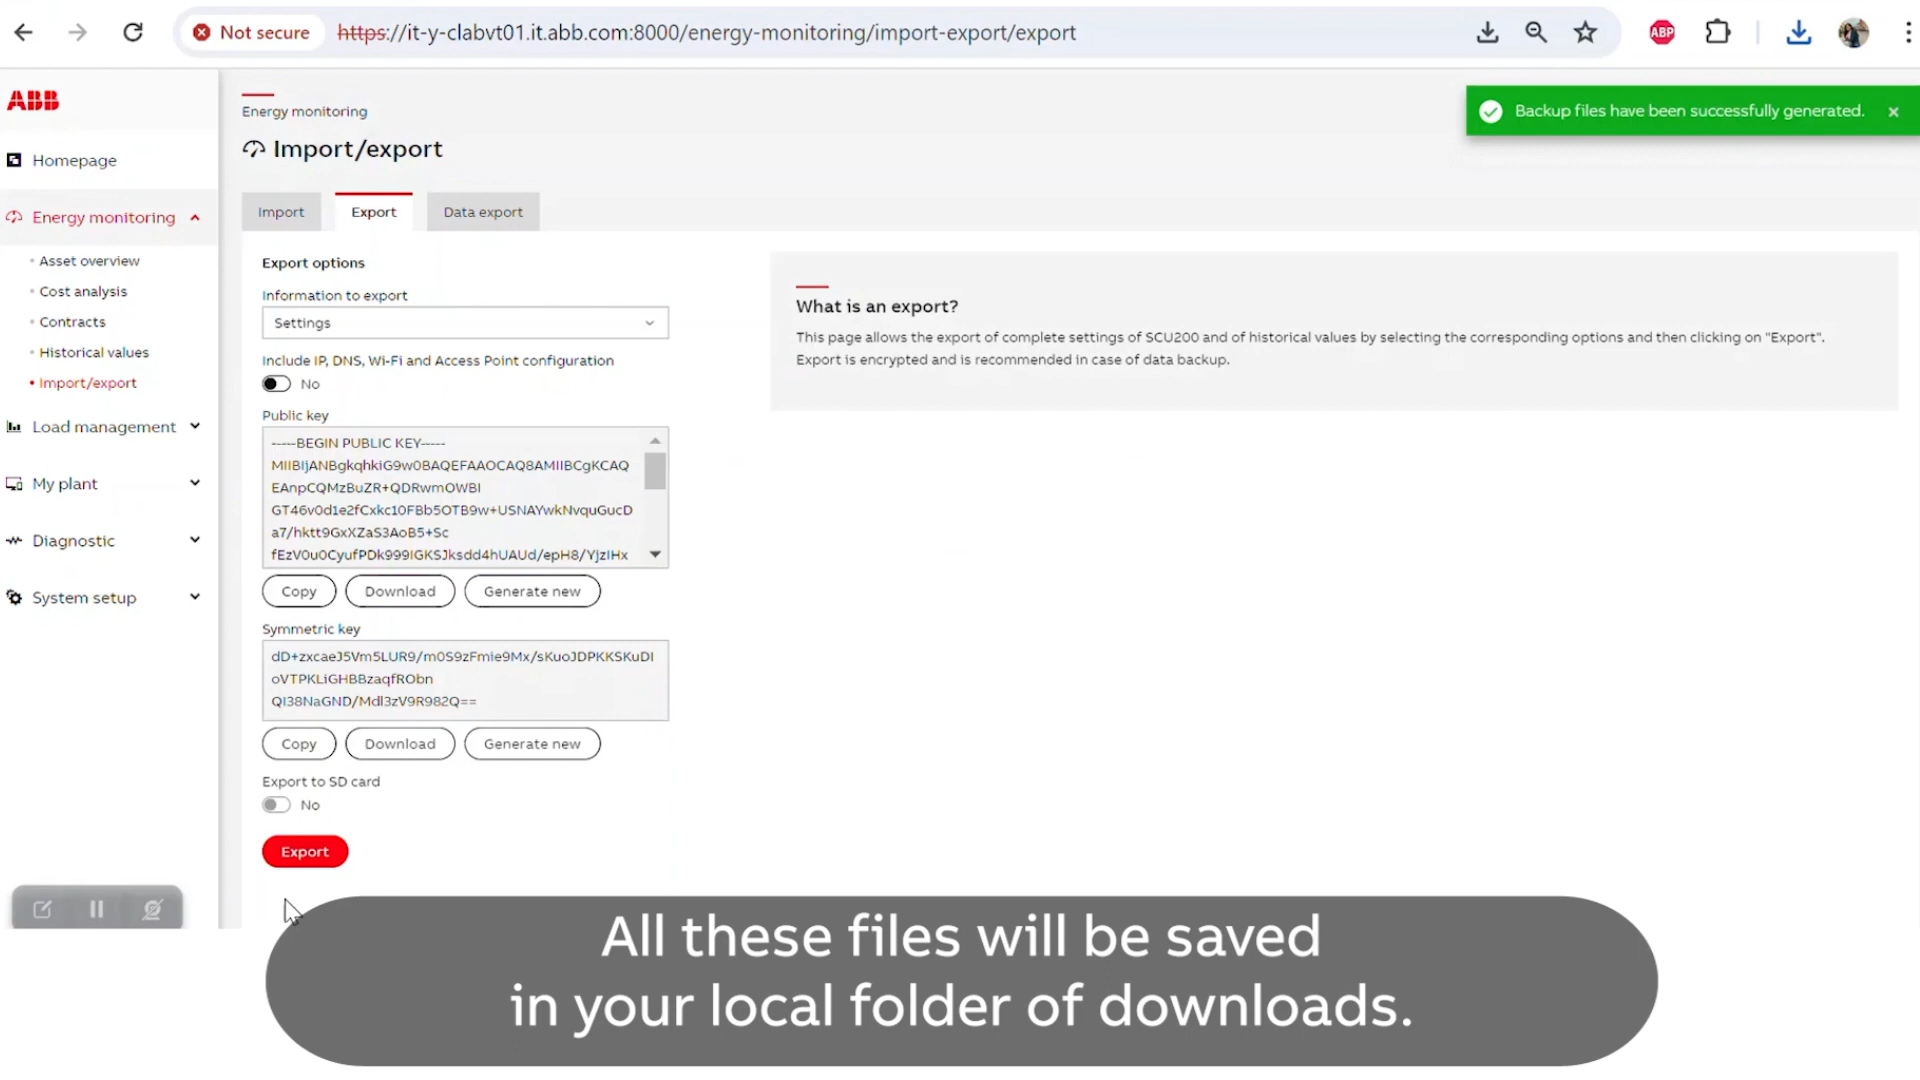 Not secure
https://it-y-clabvt01.it.abb.com:8000/energy-monitoring/import-export/export
ABP
ABB
Homepage
Energy monitoring
Asset overview
Cost analysis
Contracts
Historical values
Import/export
Load management
My plant
Diagnostic
System setup
Energy monitoring
Import/export
Backup files have been successfully generated.
Import
Export
Data export
Export options
Information to export
Settings
Include IP, DNS, Wi-Fi and Access Point configuration
No
Public key
-----BEGIN PUBLIC KEY-----
MIIBIjANBgkqhkiG9w0BAQEFAAOCAQ8AMIIBCgKCAQ
EAnpCQMzBuZR+QDRwmOWBI
GT46v0d1e2fCxkc10FBb5OTB9w+USNAYwkNvquGucD
a7/hktt9GxXZaS3AoB5+Sc
fEzV0u0CyufPDk999IGKSJksdd4hUAUd/epH8/YjzIHx
Copy
Download
Generate new
Symmetric key
dD+zxcaeJ5Vm5LUR9/m0S9zFmie9Mx/sKuoJDPKKSKuDI
oVTPKLiGHBBzaqfRObn
QI38NaGND/Mdl3zV9R982Q==
Copy
Download
Generate new
Export to SD card
No
Export
What is an export?
This page allows the export of complete settings of SCU200 and of historical values by selecting the corresponding options and then clicking on "Export".
Export is encrypted and is recommended in case of data backup.
All these files will be saved
in your local folder of downloads.